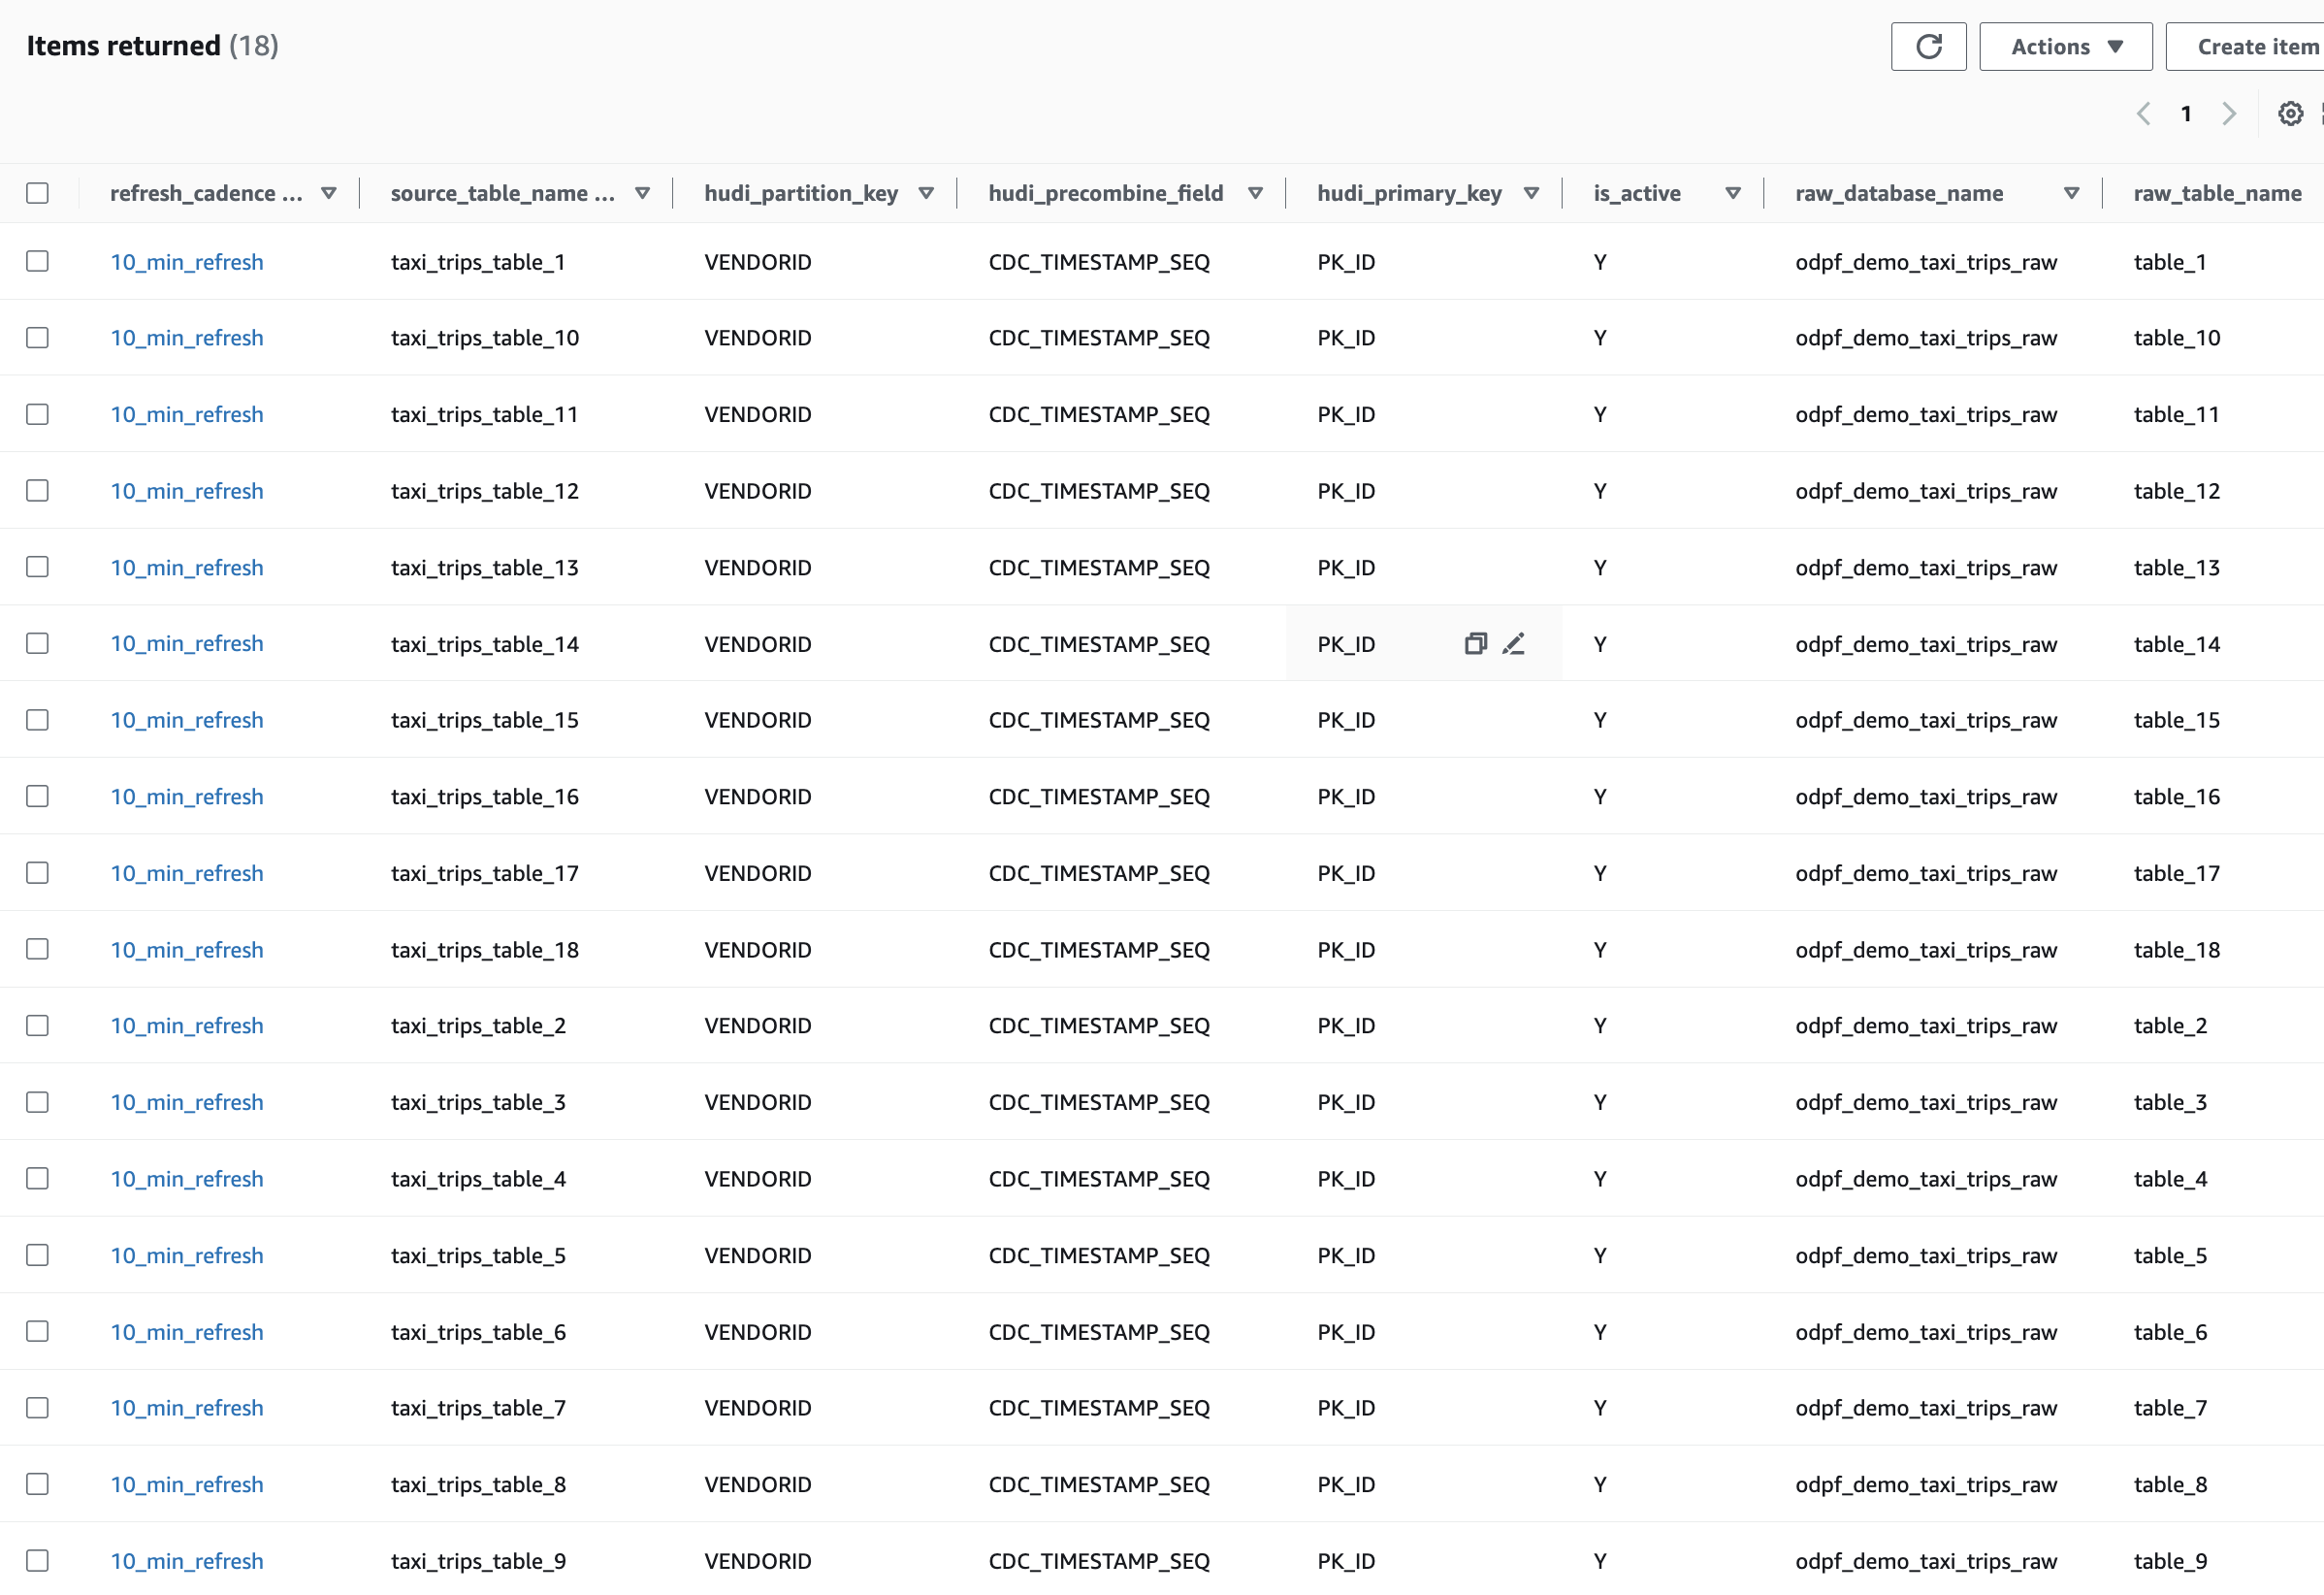 Items returned (18)
Actions
Create item
1
refresh_cadence ... source_table_name ... hudi_partition_key hudi_precombine_field hudi_primary_key is_active raw_database_name raw_table_name
10_min_refresh taxi_trips_table_1 VENDORID CDC_TIMESTAMP_SEQ PK_ID Y odpf_demo_taxi_trips_raw table_1
10_min_refresh taxi_trips_table_10 VENDORID CDC_TIMESTAMP_SEQ PK_ID Y odpf_demo_taxi_trips_raw table_10
10_min_refresh taxi_trips_table_11 VENDORID CDC_TIMESTAMP_SEQ PK_ID Y odpf_demo_taxi_trips_raw table_11
10_min_refresh taxi_trips_table_12 VENDORID CDC_TIMESTAMP_SEQ PK_ID Y odpf_demo_taxi_trips_raw table_12
10_min_refresh taxi_trips_table_13 VENDORID CDC_TIMESTAMP_SEQ PK_ID Y odpf_demo_taxi_trips_raw table_13
10_min_refresh taxi_trips_table_14 VENDORID CDC_TIMESTAMP_SEQ PK_ID Y odpf_demo_taxi_trips_raw table_14
10_min_refresh taxi_trips_table_15 VENDORID CDC_TIMESTAMP_SEQ PK_ID Y odpf_demo_taxi_trips_raw table_15
10_min_refresh taxi_trips_table_16 VENDORID CDC_TIMESTAMP_SEQ PK_ID Y odpf_demo_taxi_trips_raw table_16
10_min_refresh taxi_trips_table_17 VENDORID CDC_TIMESTAMP_SEQ PK_ID Y odpf_demo_taxi_trips_raw table_17
10_min_refresh taxi_trips_table_18 VENDORID CDC_TIMESTAMP_SEQ PK_ID Y odpf_demo_taxi_trips_raw table_18
10_min_refresh taxi_trips_table_2 VENDORID CDC_TIMESTAMP_SEQ PK_ID Y odpf_demo_taxi_trips_raw table_2
10_min_refresh taxi_trips_table_3 VENDORID CDC_TIMESTAMP_SEQ PK_ID Y odpf_demo_taxi_trips_raw table_3
10_min_refresh taxi_trips_table_4 VENDORID CDC_TIMESTAMP_SEQ PK_ID Y odpf_demo_taxi_trips_raw table_4
10_min_refresh taxi_trips_table_5 VENDORID CDC_TIMESTAMP_SEQ PK_ID Y odpf_demo_taxi_trips_raw table_5
10_min_refresh taxi_trips_table_6 VENDORID CDC_TIMESTAMP_SEQ PK_ID Y odpf_demo_taxi_trips_raw table_6
10_min_refresh taxi_trips_table_7 VENDORID CDC_TIMESTAMP_SEQ PK_ID Y odpf_demo_taxi_trips_raw table_7
10_min_refresh taxi_trips_table_8 VENDORID CDC_TIMESTAMP_SEQ PK_ID Y odpf_demo_taxi_trips_raw table_8
10_min_refresh taxi_trips_table_9 VENDORID CDC_TIMESTAMP_SEQ PK_ID Y odpf_demo_taxi_trips_raw table_9